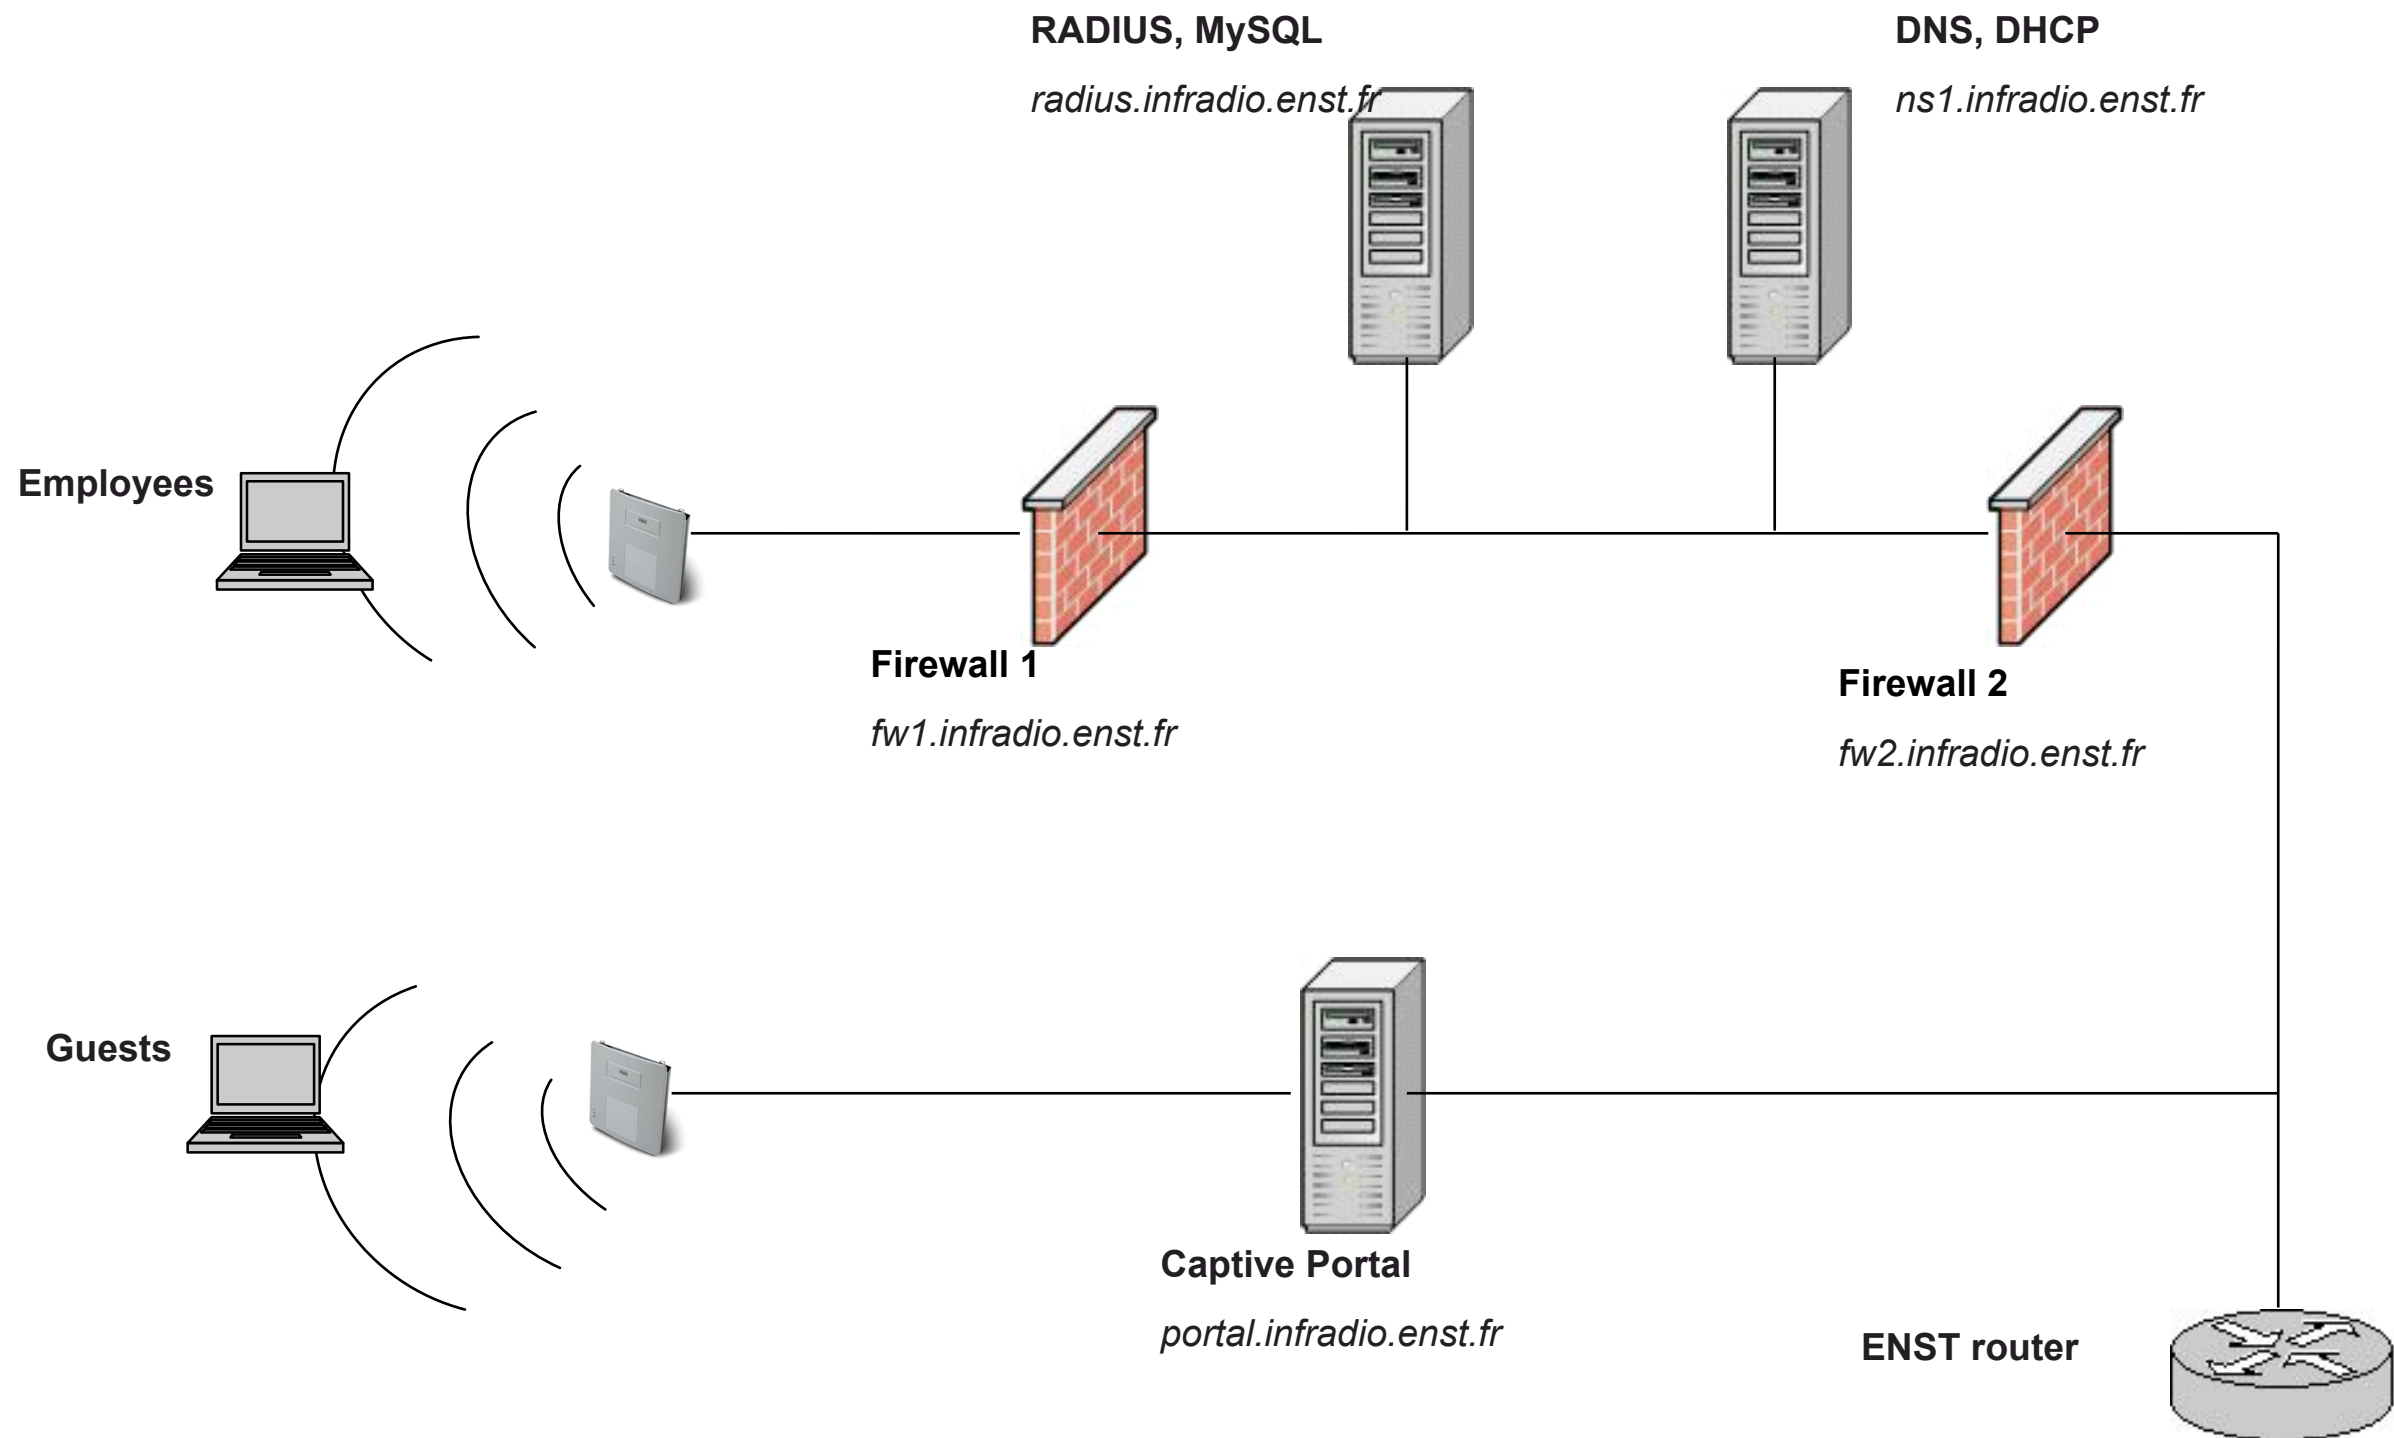 RADIUS, MySQL
radius.infradio.enst.fr
DNS, DHCP
ns1.infradio.enst.fr
Employees
Firewall 1
fw1.infradio.enst.fr
Firewall 2
fw2.infradio.enst.fr
Guests
Captive Portal
portal.infradio.enst.fr
ENST router